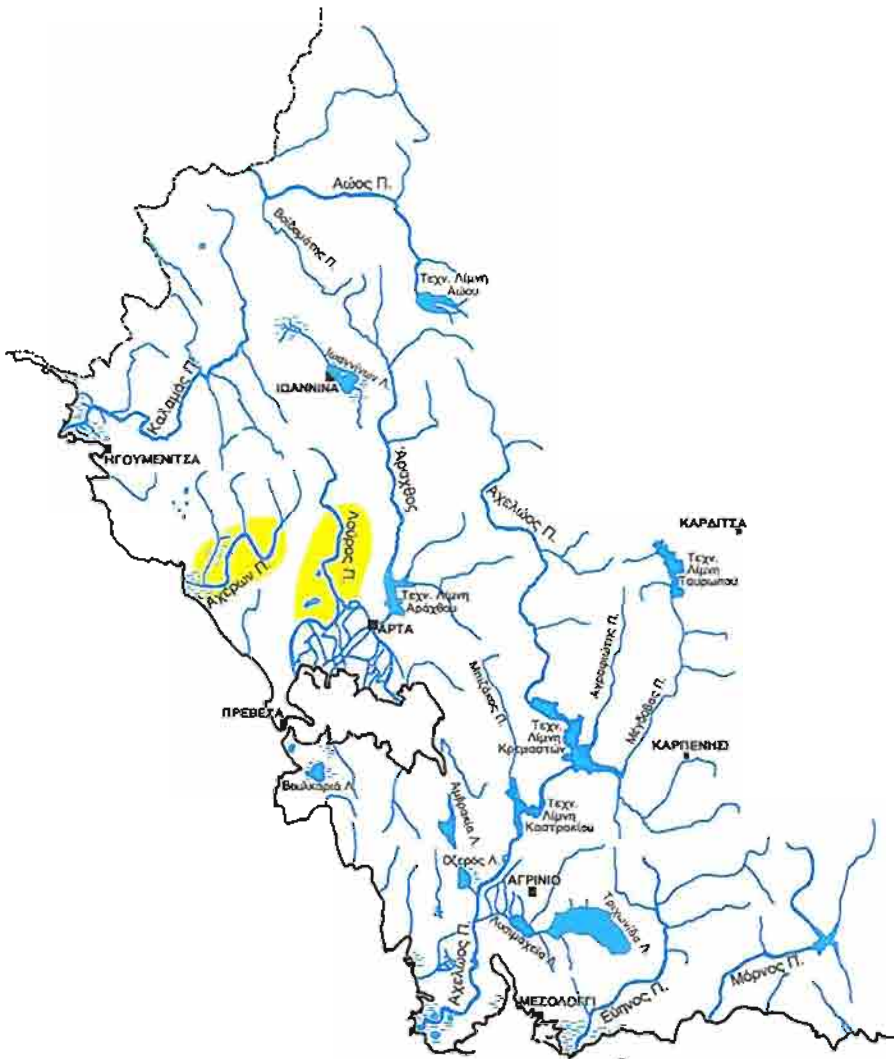 Αώος Π.
Βοϊδομάτης Π.
Τεχν. Λίμνη
Αώου
Ιωαννίνων Λ.
ΙΩΑΝΝΙΝΑ
Καλαμάς Π.
ΗΓΟΥΜΕΝΙΤΣΑ
Άραχθος
Αχελώος Π.
ΚΑΡΔΙΤΣΑ
Τεχν.
Λίμνη
Ταυρωπού
Λούρος Π.
Άχέρων Π.
Τεχν. Λίμνη
Αράχθου
ΑΡΤΑ
Αγραφιώτης Π.
Μέγδοβας Π.
Μπιζάκος Π.
ΠΡΕΒΕΖΑ
Τεχν.
Λίμνη
Κρεμαστών
ΚΑΡΠΕΝΗΣΙ
Βουλκαριά Λ.
Αμβρακία Λ.
Τεχν.
Λίμνη
Καστρακίου
Οζερός Λ.
ΑΓΡΙΝΙΟ
Τριχωνίδα Λ.
Λυσιμαχεία Λ.
Αχελώος Π.
ΜΕΣΟΛΟΓΓΙ
Εύηνος Π.
Μόρνος Π.